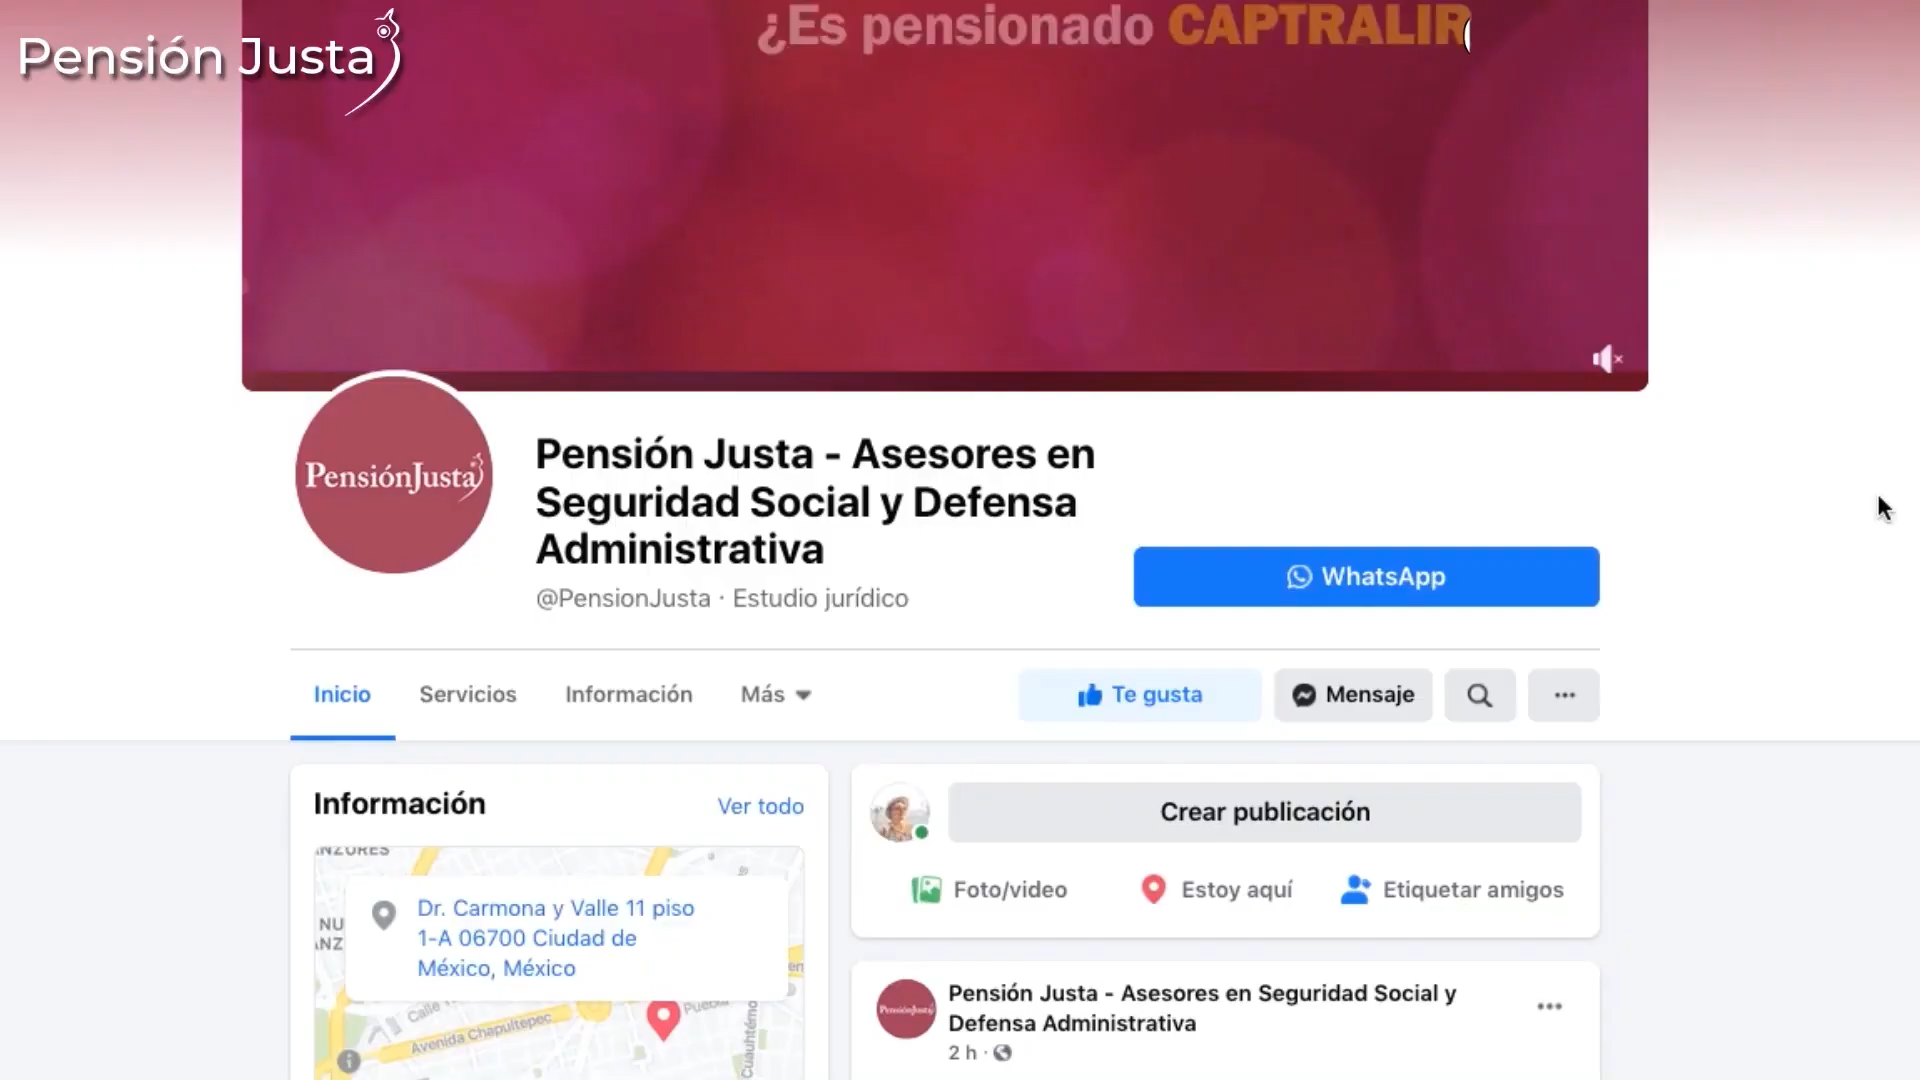 ¿Es pensionado CAPTRALIR
Pensión Justa
PensiónJusta
Pensión Justa - Asesores en
Seguridad Social y Defensa
Administrativa
@PensionJusta · Estudio jurídico
WhatsApp
Inicio
Servicios
Información
Más
Te gusta
Mensaje
Información
Ver todo
Crear publicación
Foto/video
Estoy aquí
Etiquetar amigos
Dr. Carmona y Valle 11 piso
1-A 06700 Ciudad de
México, México
Avenida Chapultepec
Puebla
Cuauhtémo
PensiónJusta
Pensión Justa - Asesores en Seguridad Social y
Defensa Administrativa
2 h ·